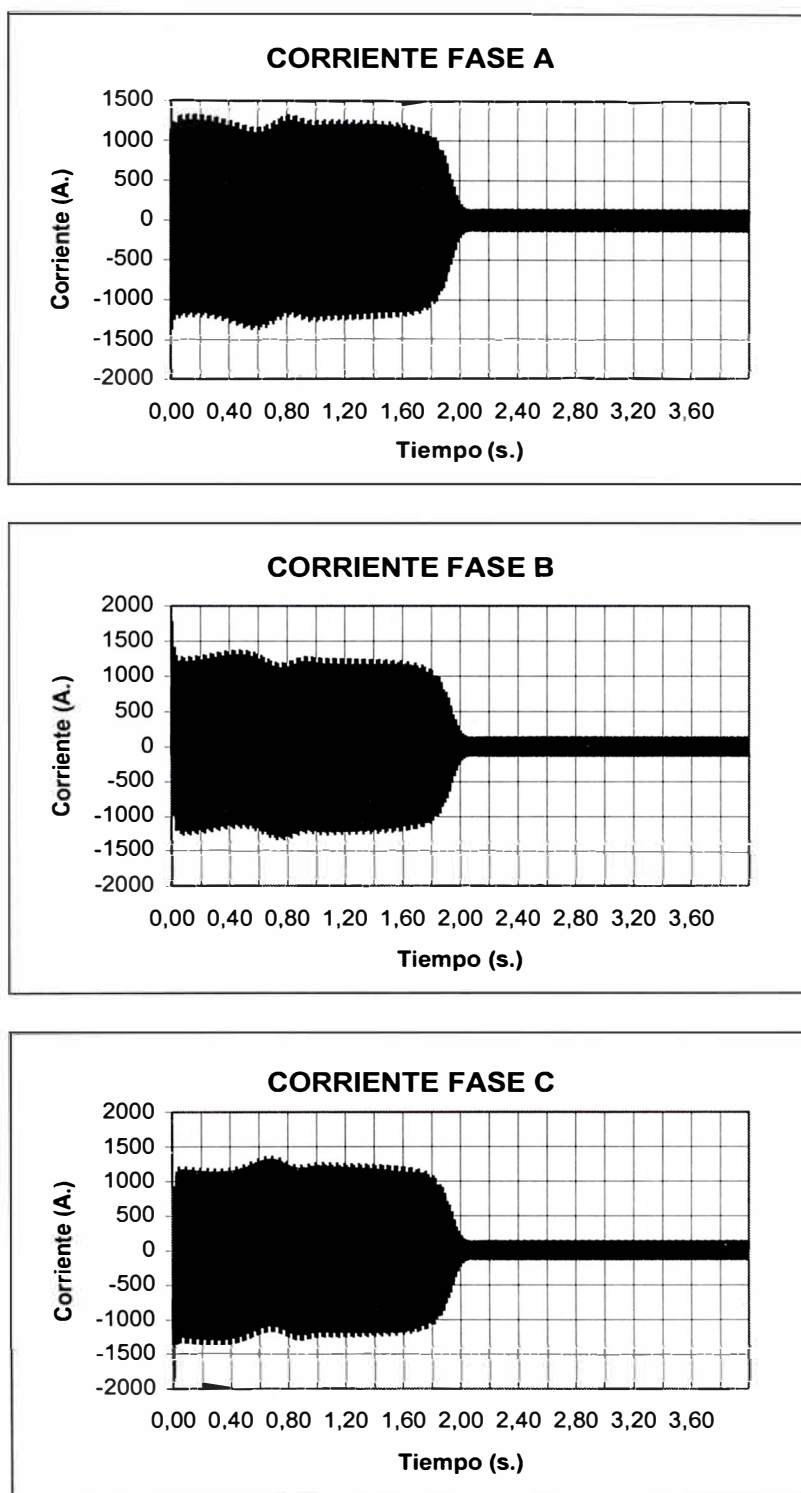 CORRIENTE FASE A
1500
1000
500
0
-500
-1000
-1500
-2000
Corriente (A.)
0,00 0,40 0,80 1,20 1,60 2,00 2,40 2,80 3,20 3,60
Tiempo (s.)
CORRIENTE FASE B
2000
1500
1000
500
0
-500
-1000
-1500
-2000
Corriente (A.)
0,00 0,40 0,80 1,20 1,60 2,00 2,40 2,80 3,20 3,60
Tiempo (s.)
CORRIENTE FASE C
2000
1500
1000
500
0
-500
-1000
-1500
-2000
Corriente (A.)
0,00 0,40 0,80 1,20 1,60 2,00 2,40 2,80 3,20 3,60
Tiempo (s.)